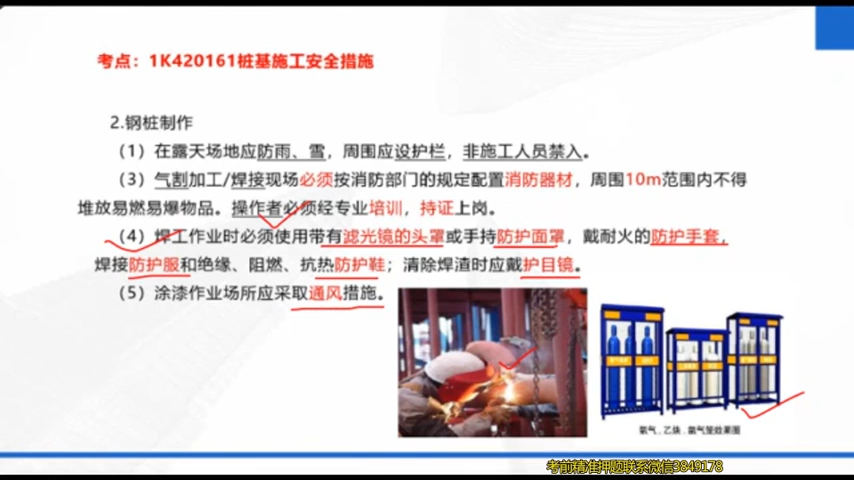 考点：1K420161桩基施工安全措施
2.钢桩制作
（1）在露天场地应防雨、雪，周围应设护栏，非施工人员禁入。
（3）气割加工/焊接现场必须按消防部门的规定配置消防器材，周围10m范围内不得
堆放易燃易爆物品。操作者必须经专业培训，持证上岗。
（4）焊工作业时必须使用带有滤光镜的头罩或手持防护面罩，戴耐火的防护手套，
焊接防护服和绝缘、阻燃、抗热防护鞋；清除焊渣时应戴护目镜。
（5）涂漆作业场所应采取通风措施。
氧气、乙炔、氩气笼效果图
考前精准押题联系微信3849178